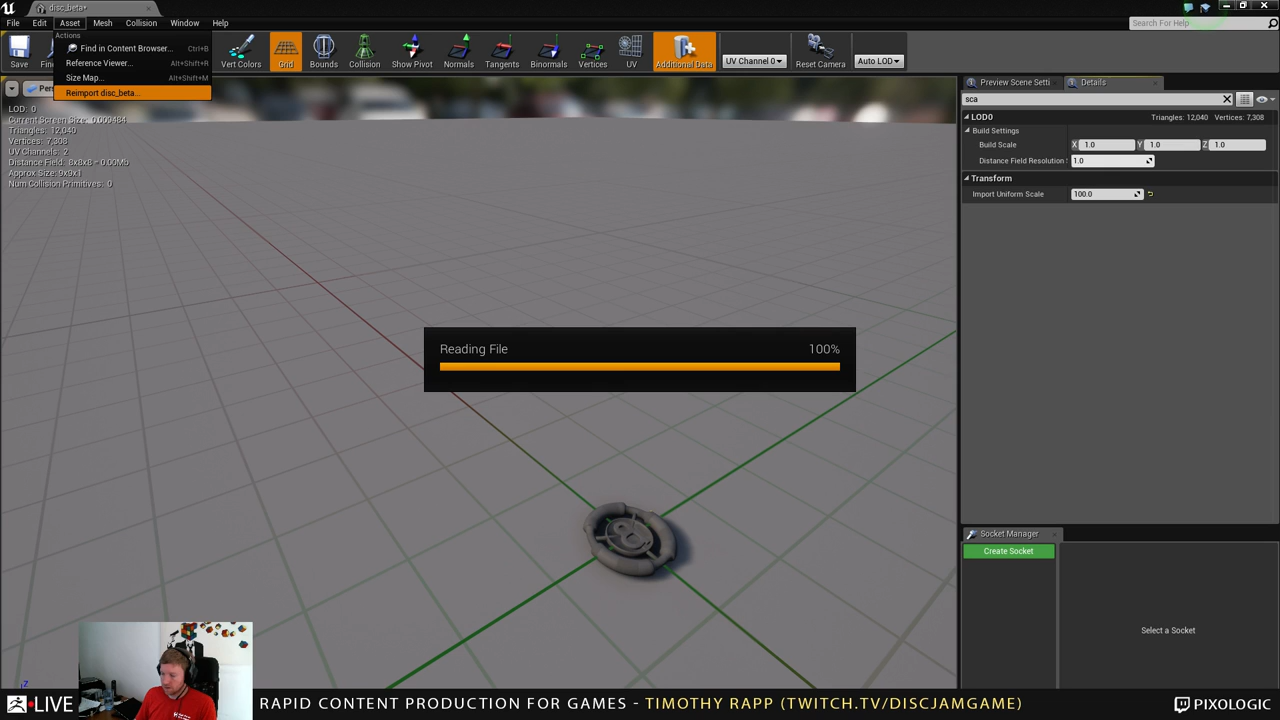 disc_beta*
File Edit Asset Mesh Collision Window Help
Search For Help
Actions
Find in Content Browser... Ctrl+B
Reference Viewer... Alt+Shift+R
Size Map... Alt+Shift+M
Reimport disc_beta...
Save
Vert Colors Grid Bounds Collision Show Pivot Normals Tangents Binormals Vertices UV Additional Data UV Channel 0 Reset Camera Auto LOD
LOD: 0
Current Screen Size: 0.009484
Triangles: 12,040
Vertices: 7,308
UV Channels: 2
Distance Field: 8x8x8 = 0.00Mb
Approx Size: 9x9x1
Num Collision Primitives: 0
Reading File 100%
Preview Scene Setti Details
sca
LOD0 Triangles: 12,040 Vertices: 7,308
Build Settings
Build Scale X 1.0 Y 1.0 Z 1.0
Distance Field Resolution 1.0
Transform
Import Uniform Scale 100.0
Socket Manager
Create Socket
Select a Socket
Z
LIVE RAPID CONTENT PRODUCTION FOR GAMES - TIMOTHY RAPP (TWITCH.TV/DISCJAMGAME) PIXOLOGIC